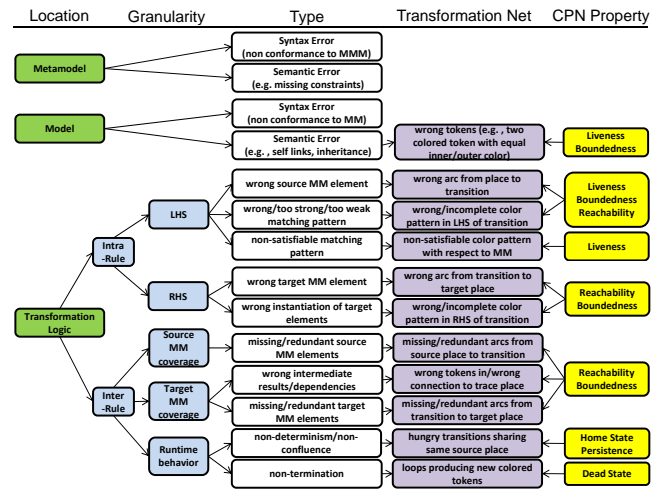 Location Granularity Type Transformation Net CPN Property
Metamodel
Syntax Error
(non conformance to MMM)
Semantic Error
(e.g. missing constraints)
Model
Syntax Error
(non conformance to MM)
Semantic Error
(e.g. , self links, inheritance)
wrong tokens (e.g. , two
colored token with equal
inner/outer color)
Liveness
Boundedness
Transformation
Logic
Intra
-Rule
LHS
wrong source MM element
wrong arc from place to
transition
wrong/too strong/too weak
matching pattern
wrong/incomplete color
pattern in LHS of transition
Liveness
Boundedness
Reachability
non-satisfiable matching
pattern
non-satisfiable color pattern
with respect to MM
Liveness
RHS
wrong target MM element
wrong arc from transition to
target place
wrong instantiation of target
elements
wrong/incomplete color
pattern in RHS of transition
Reachability
Boundedness
Inter
-Rule
Source
MM
coverage
missing/redundant source
MM elements
missing/redundant arcs from
source place to transition
Target
MM
coverage
wrong intermediate
results/dependencies
wrong tokens in/wrong
connection to trace place
missing/redundant target
MM elements
missing/redundant arcs from
transition to target place
Reachability
Boundedness
Runtime
behavior
non-determinism/non-
confluence
hungry transitions sharing
same source place
Home State
Persistence
non-termination
loops producing new colored
tokens
Dead State